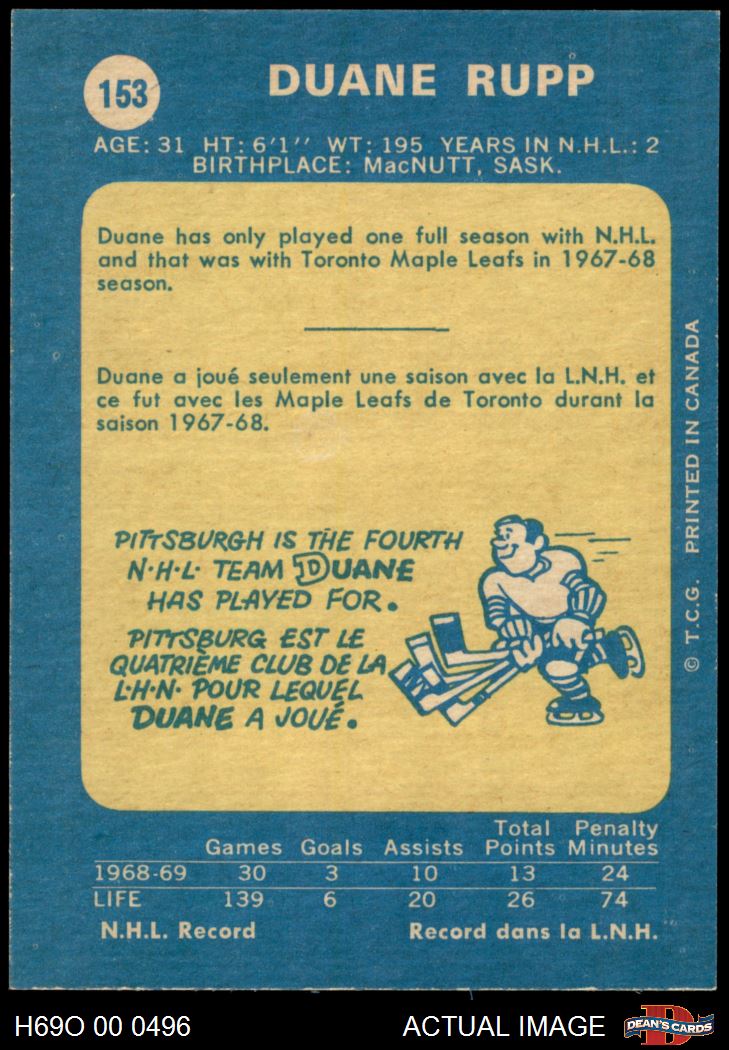 153
DUANE RUPP
AGE: 31 HT: 6'1'' WT: 195 YEARS IN N.H.L.: 2
BIRTHPLACE: MacNUTT, SASK.
Duane has only played one full season with N.H.L.
and that was with Toronto Maple Leafs in 1967-68
season.
Duane a joué seulement une saison avec la L.N.H. et
ce fut avec les Maple Leafs de Toronto durant la
saison 1967-68.
PITTSBURGH IS THE FOURTH
N·H·L· TEAM DUANE
HAS PLAYED FOR.
PITTSBURG EST LE
QUATRIÈME CLUB DE LA
L·H·N· POUR LEQUEL
DUANE A JOUÉ.
© T.C.G. PRINTED IN CANADA
Total Penalty
Games Goals Assists Points Minutes
1968-69 30 3 10 13 24
LIFE 139 6 20 26 74
N.H.L. Record Record dans la L.N.H.
H69O 00 0496 ACTUAL IMAGE D DEAN'S CARDS